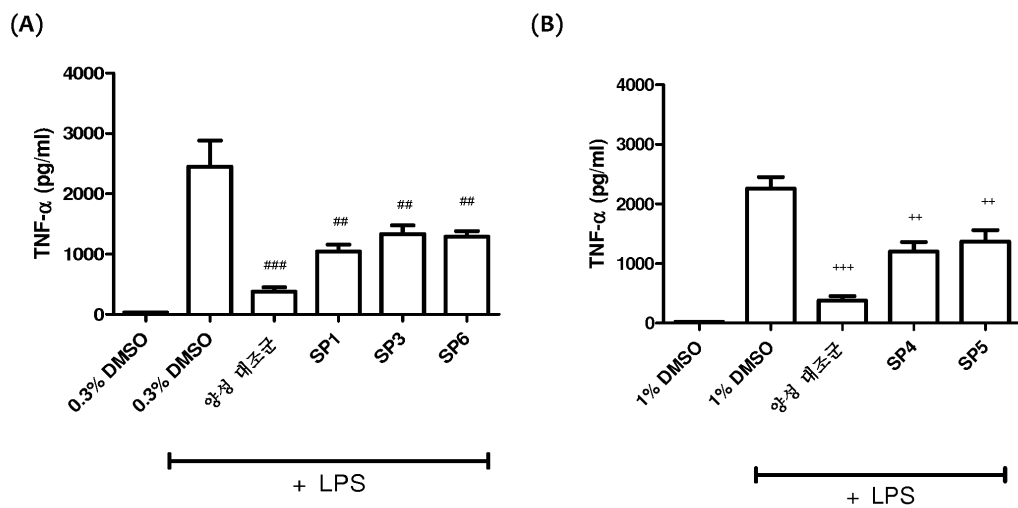 (A)
TNF-α (pg/ml)
4000
3000
2000
1000
0
##
##
##
###
0.3% DMSO
0.3% DMSO
양성 대조군
SP1
SP3
SP6
+ LPS
(B)
TNF-α (pg/ml)
4000
3000
2000
1000
0
+++
++
++
1% DMSO
1% DMSO
양성 대조군
SP4
SP5
+ LPS